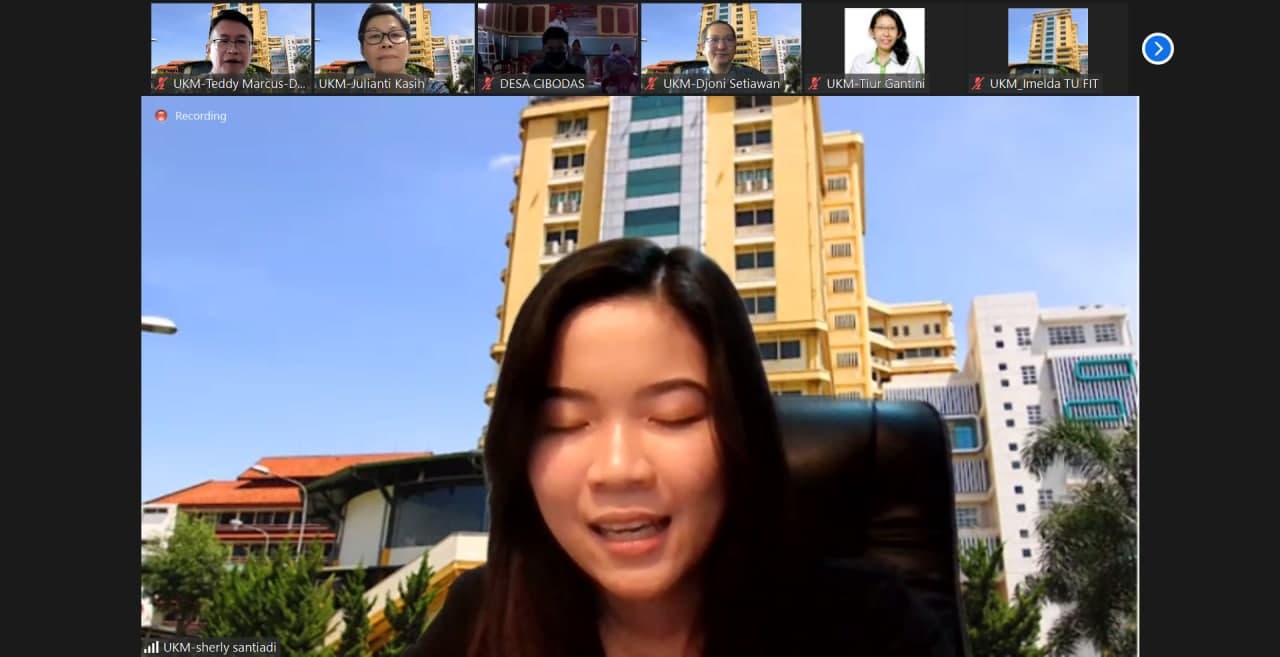 UKM-Teddy Marcus-D...
UKM-Julianti Kasih
DESA CIBODAS
UKM-Djoni Setiawan
UKM-Tiur Gantini
UKM_Imelda TU FIT
Recording
UKM-sherly santiadi